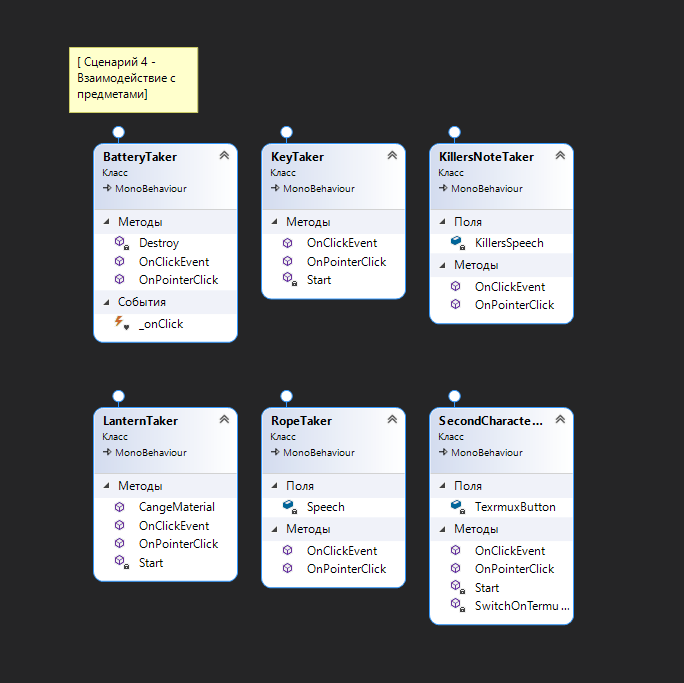 [ Сценарий 4 -
Взаимодействие с
предметами]
BatteryTaker
Класс
MonoBehaviour
Методы
Destroy
OnClickEvent
OnPointerClick
События
_onClick
KeyTaker
Класс
MonoBehaviour
Методы
OnClickEvent
OnPointerClick
Start
KillersNoteTaker
Класс
MonoBehaviour
Поля
KillersSpeech
Методы
OnClickEvent
OnPointerClick
LanternTaker
Класс
MonoBehaviour
Методы
CangeMaterial
OnClickEvent
OnPointerClick
Start
RopeTaker
Класс
MonoBehaviour
Поля
Speech
Методы
OnClickEvent
OnPointerClick
SecondCharacte...
Класс
MonoBehaviour
Поля
TexrmuxButton
Методы
OnClickEvent
OnPointerClick
Start
SwitchOnTermu...